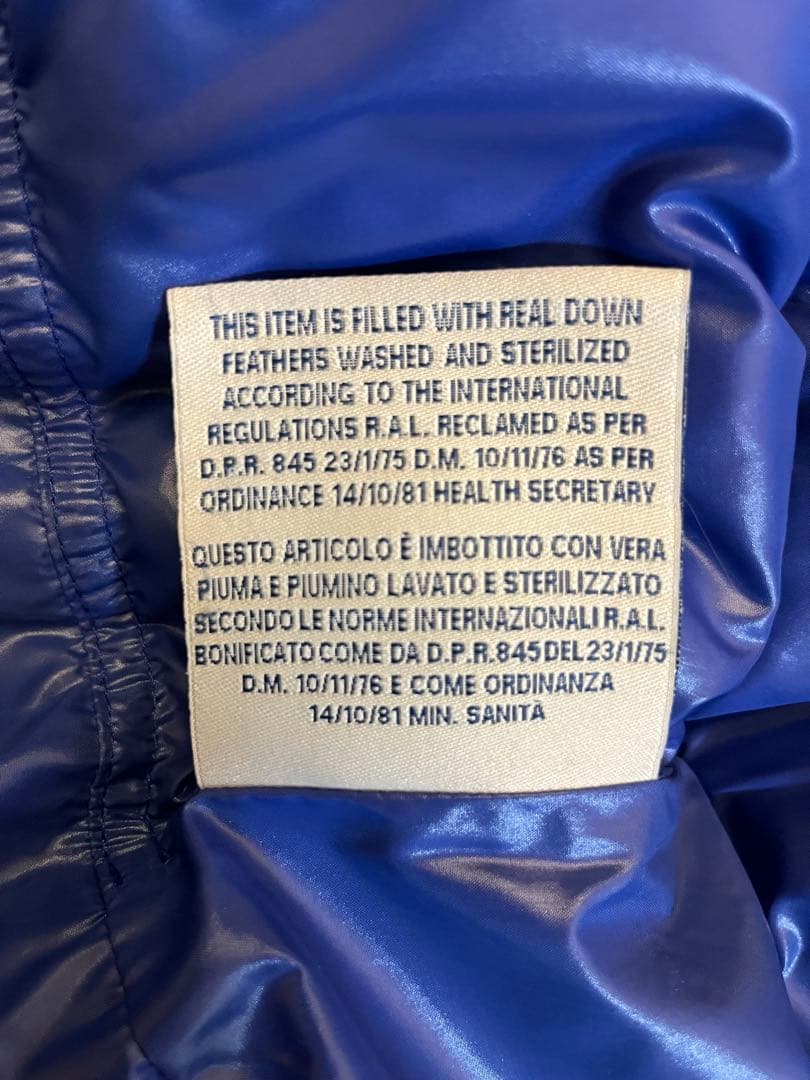 THIS ITEM IS FILLED WITH REAL DOWN
FEATHERS WASHED AND STERILIZED
ACCORDING TO THE INTERNATIONAL
REGULATIONS R.A.L. RECLAMED AS PER
D.P.R. 845 23/1/75 D.M. 10/11/76 AS PER
ORDINANCE 14/10/81 HEALTH SECRETARY
QUESTO ARTICOLO È IMBOTTITO CON VERA
PIUMA E PIUMINO LAVATO E STERILIZZATO
SECONDO LE NORME INTERNAZIONALI R.A.L.
BONIFICATO COME DA D.P.R.845 DEL 23/1/75
D.M. 10/11/76 E COME ORDINANZA
14/10/81 MIN. SANITÀ